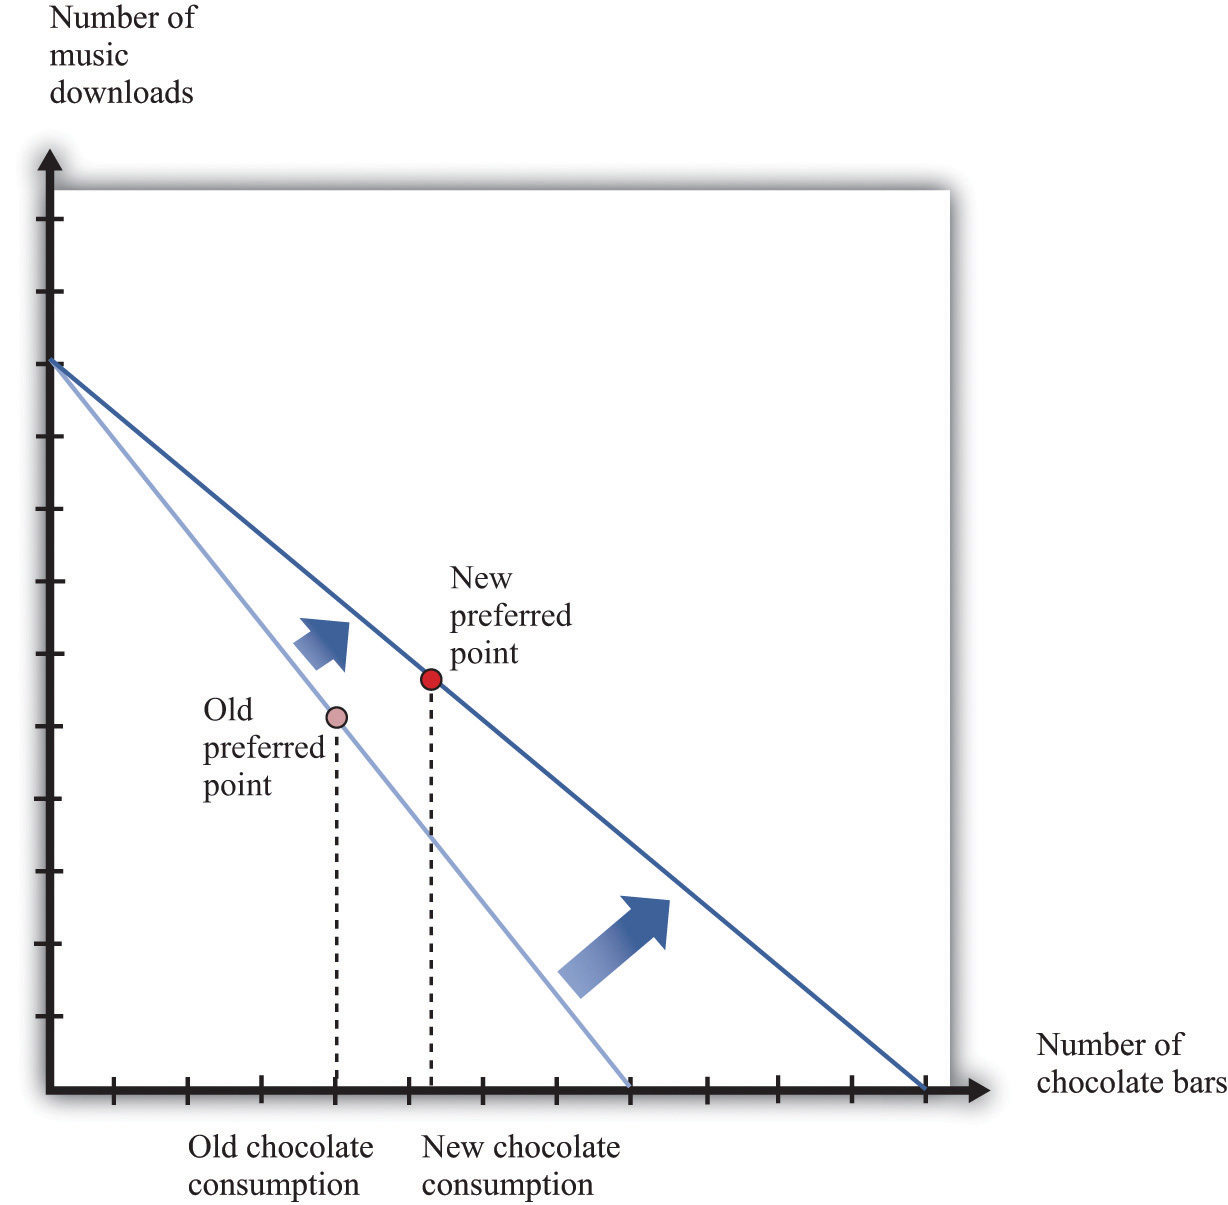 Number of
music
downloads
New
preferred
point
Old
preferred
point
Number of
chocolate bars
Old chocolate
consumption
New chocolate
consumption